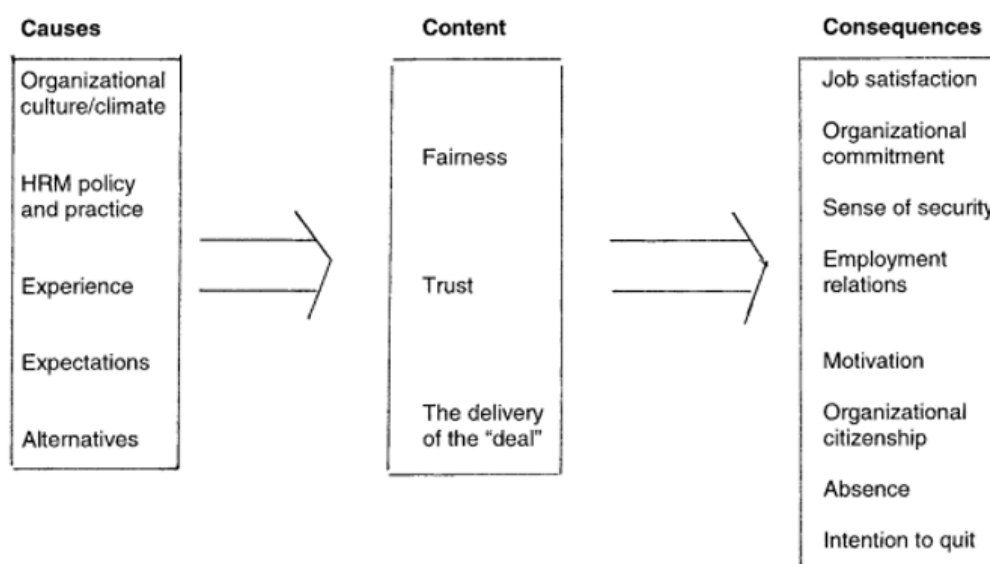 Causes
Organizational
culture/climate
HRM policy
and practice
Experience
Expectations
Alternatives
Content
Fairness
Trust
The delivery
of the “deal”
Consequences
Job satisfaction
Organizational
commitment
Sense of security
Employment
relations
Motivation
Organizational
citizenship
Absence
Intention to quit